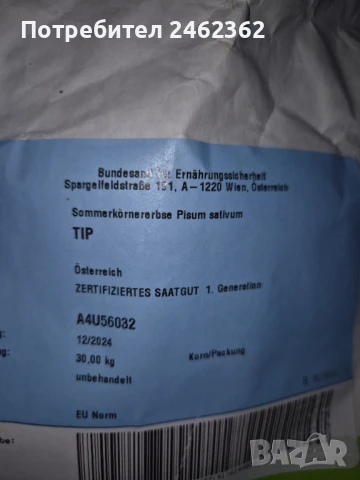 Потребител 2462362
Bundesamt für Ernährungssicherheit
Spargelfeldstraße 191, A-1220 Wien, Österreich
Sommerkörnererbse Pisum sativum
TIP
Österreich
ZERTIFIZIERTES SAATGUT 1. Generation
A4U56032
12/2024
30,00 kg Korn/Packung
unbehandelt
EU Norm
BAZAR